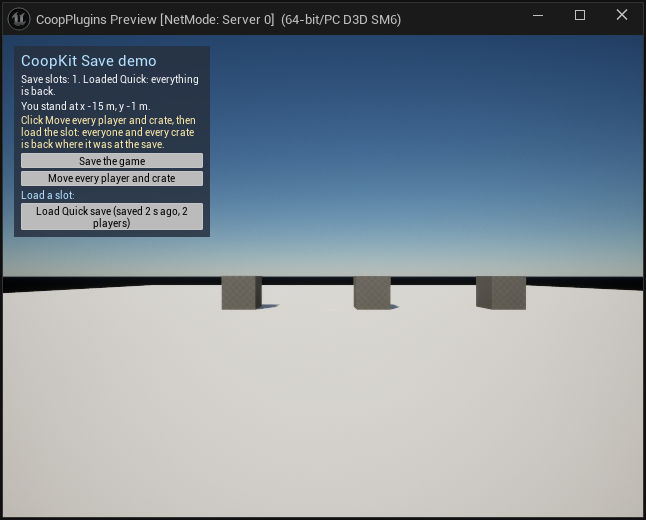 CoopPlugins Preview [NetMode: Server 0] (64-bit/PC D3D SM6)
CoopKit Save demo
Save slots: 1. Loaded Quick: everything
is back.
You stand at x -15 m, y -1 m.
Click Move every player and crate, then
load the slot: everyone and every crate
is back where it was at the save.
Save the game
Move every player and crate
Load a slot:
Load Quick save (saved 2 s ago, 2
players)